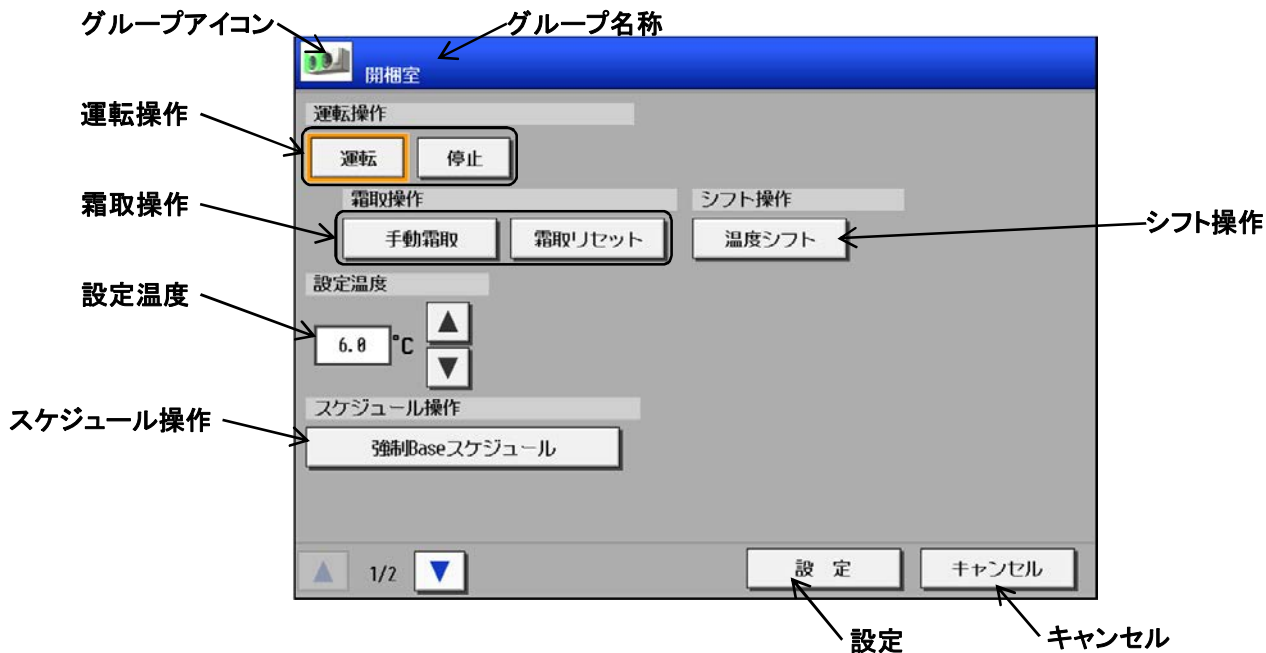 グループアイコン
グループ名称
開梱室
運転操作
運転操作
運転
停止
霜取操作
霜取操作
シフト操作
手動霜取
霜取リセット
温度シフト
シフト操作
設定温度
設定温度
6.0 °C
▲
▼
スケジュール操作
スケジュール操作
強制Baseスケジュール
▲ 1/2 ▼
設 定
キャンセル
設定
キャンセル